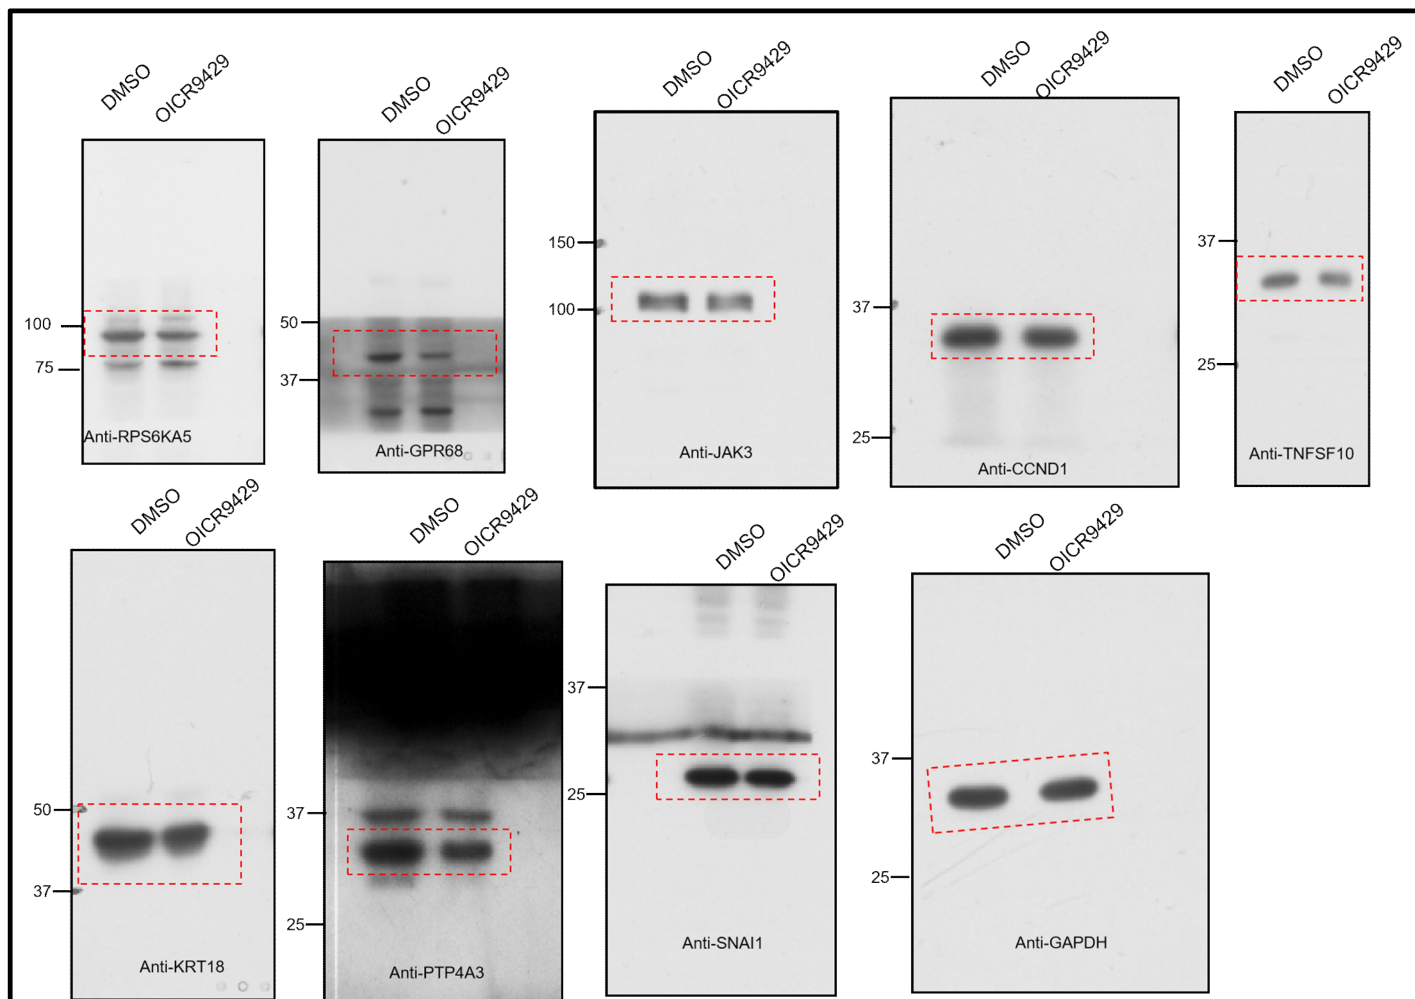 DMSO
OICR9429
100
75
Anti-RPS6KA5
DMSO
OICR9429
50
37
Anti-GPR68
DMSO
OICR9429
150
100
Anti-JAK3
DMSO
OICR9429
37
25
Anti-CCND1
DMSO
OICR9429
37
25
Anti-TNFSF10
DMSO
OICR9429
50
37
Anti-KRT18
DMSO
OICR9429
37
25
Anti-PTP4A3
DMSO
OICR9429
37
25
Anti-SNAI1
DMSO
OICR9429
37
25
Anti-GAPDH